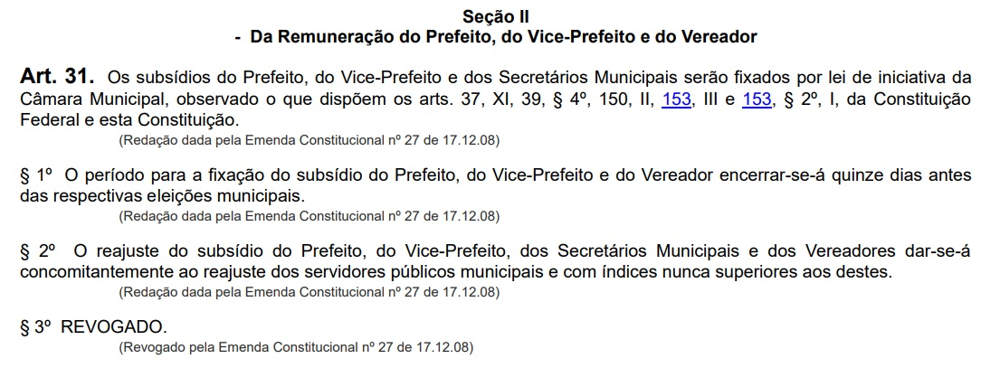 Seção II
- Da Remuneração do Prefeito, do Vice-Prefeito e do Vereador
Art. 31. Os subsídios do Prefeito, do Vice-Prefeito e dos Secretários Municipais serão fixados por lei de iniciativa da
Câmara Municipal, observado o que dispõem os arts. 37, XI, 39, § 4º, 150, II, 153, III e 153, § 2º, I, da Constituição
Federal e esta Constituição.
(Redação dada pela Emenda Constitucional nº 27 de 17.12.08)
§ 1º O período para a fixação do subsídio do Prefeito, do Vice-Prefeito e do Vereador encerrar-se-á quinze dias antes
das respectivas eleições municipais.
(Redação dada pela Emenda Constitucional nº 27 de 17.12.08)
§ 2º O reajuste do subsídio do Prefeito, do Vice-Prefeito, dos Secretários Municipais e dos Vereadores dar-se-á
concomitantemente ao reajuste dos servidores públicos municipais e com índices nunca superiores aos destes.
(Redação dada pela Emenda Constitucional nº 27 de 17.12.08)
§ 3º REVOGADO.
(Revogado pela Emenda Constitucional nº 27 de 17.12.08)